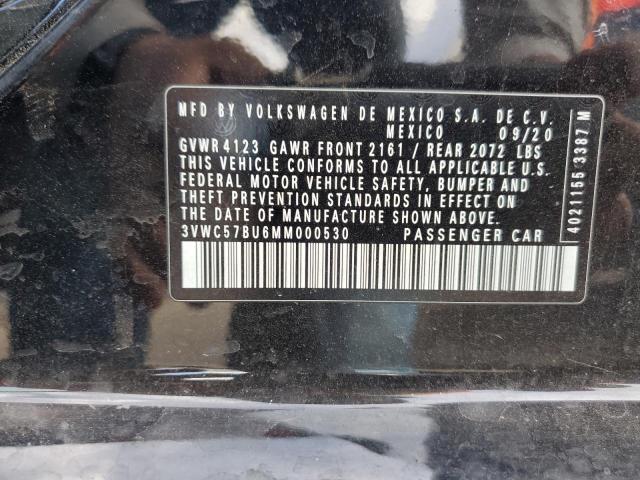 MFD BY VOLKSWAGEN DE MEXICO S.A. DE C.V.
MEXICO 09/20
GVWR 4123 GAWR FRONT 2161 / REAR 2072 LBS
THIS VEHICLE CONFORMS TO ALL APPLICABLE U.S.
FEDERAL MOTOR VEHICLE SAFETY, BUMPER AND
THEFT PREVENTION STANDARDS IN EFFECT ON
THE DATE OF MANUFACTURE SHOWN ABOVE.
3VWC57BU6MM000530 PASSENGER CAR
4021155 3387 M